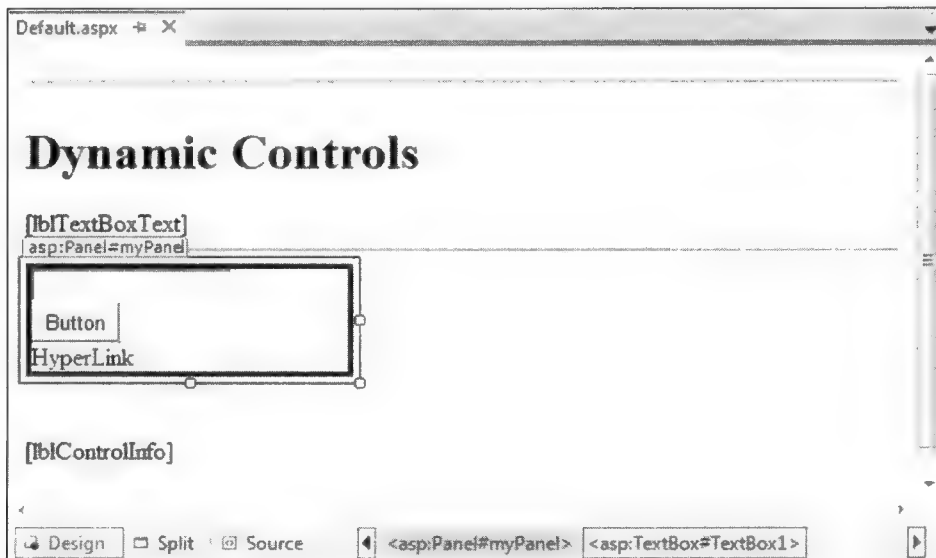 Default.aspx
Dynamic Controls
[lblTextBoxText]
asp:Panel#myPanel
Button
HyperLink
[lblControlInfo]
Design Split Source <asp:Panel#myPanel> <asp:TextBox#TextBox1>